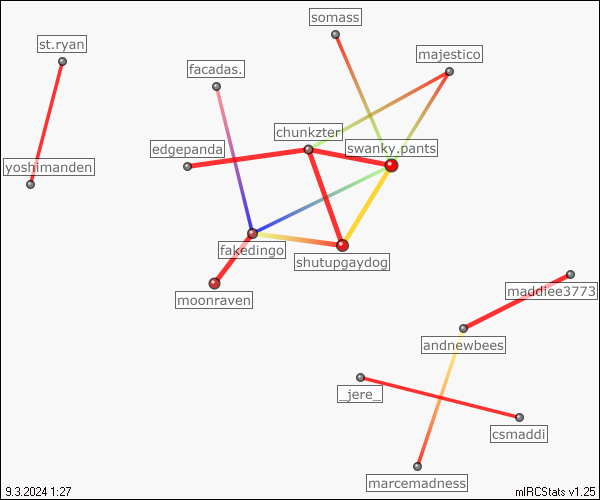 somass
st.ryan
majestico
facadas.
chunkzter
edgepanda
swanky.pants
yoshimanden
fakedingo
shutupgaydog
maddiee3773
moonraven
andnewbees
_jere_
csmaddi
marcemadness
9.3.2024 1:27
mIRCStats v1.25